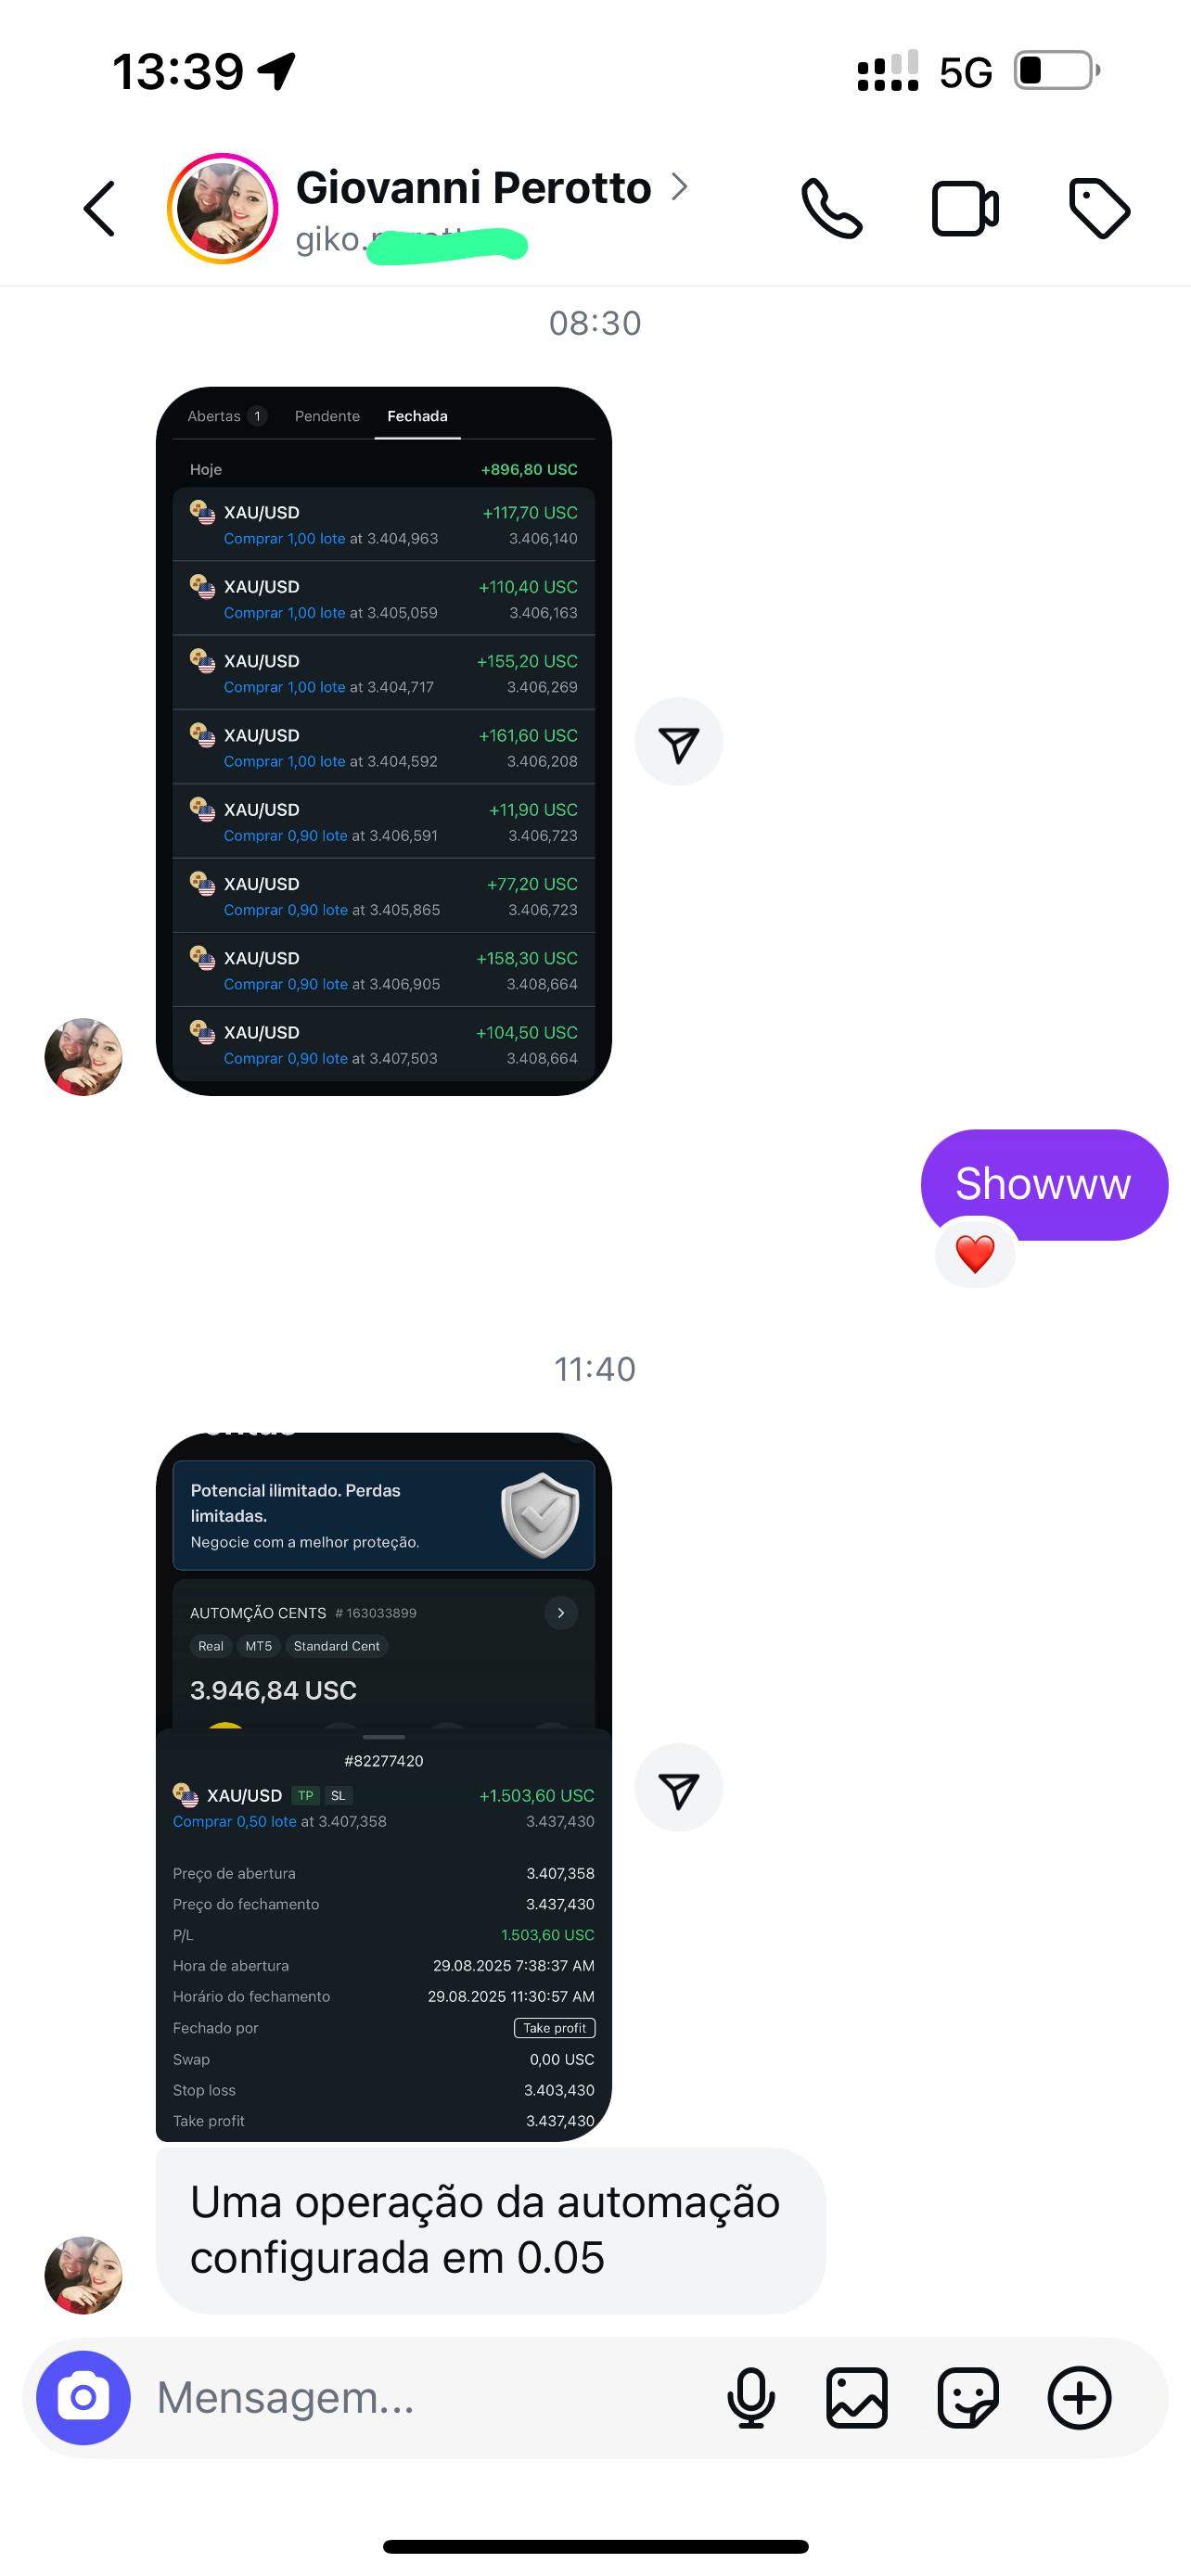 13:39
5G
Giovanni Perotto
08:30
Abertas 1 Pendente Fechada
Hoje +896,80 USC
XAU/USD +117,70 USC
Comprar 1,00 lote at 3.404,963 3.406,140
XAU/USD +110,40 USC
Comprar 1,00 lote at 3.405,059 3.406,163
XAU/USD +155,20 USC
Comprar 1,00 lote at 3.404,717 3.406,269
XAU/USD +161,60 USC
Comprar 1,00 lote at 3.404,592 3.406,208
XAU/USD +11,90 USC
Comprar 0,90 lote at 3.406,591 3.406,723
XAU/USD +77,20 USC
Comprar 0,90 lote at 3.405,865 3.406,723
XAU/USD +158,30 USC
Comprar 0,90 lote at 3.406,905 3.408,664
XAU/USD +104,50 USC
Comprar 0,90 lote at 3.407,503 3.408,664
Showww
11:40
Potencial ilimitado. Perdas
limitadas.
Negocie com a melhor proteção.
AUTOMÇÃO CENTS # 163033899
Real MT5 Standard Cent
3.946,84 USC
#82277420
XAU/USD TP SL +1.503,60 USC
Comprar 0,50 lote at 3.407,358 3.437,430
Preço de abertura 3.407,358
Preço do fechamento 3.437,430
P/L 1.503,60 USC
Hora de abertura 29.08.2025 7:38:37 AM
Horário do fechamento 29.08.2025 11:30:57 AM
Fechado por Take profit
Swap 0,00 USC
Stop loss 3.403,430
Take profit 3.437,430
Uma operação da automação
configurada em 0.05
Mensagem...